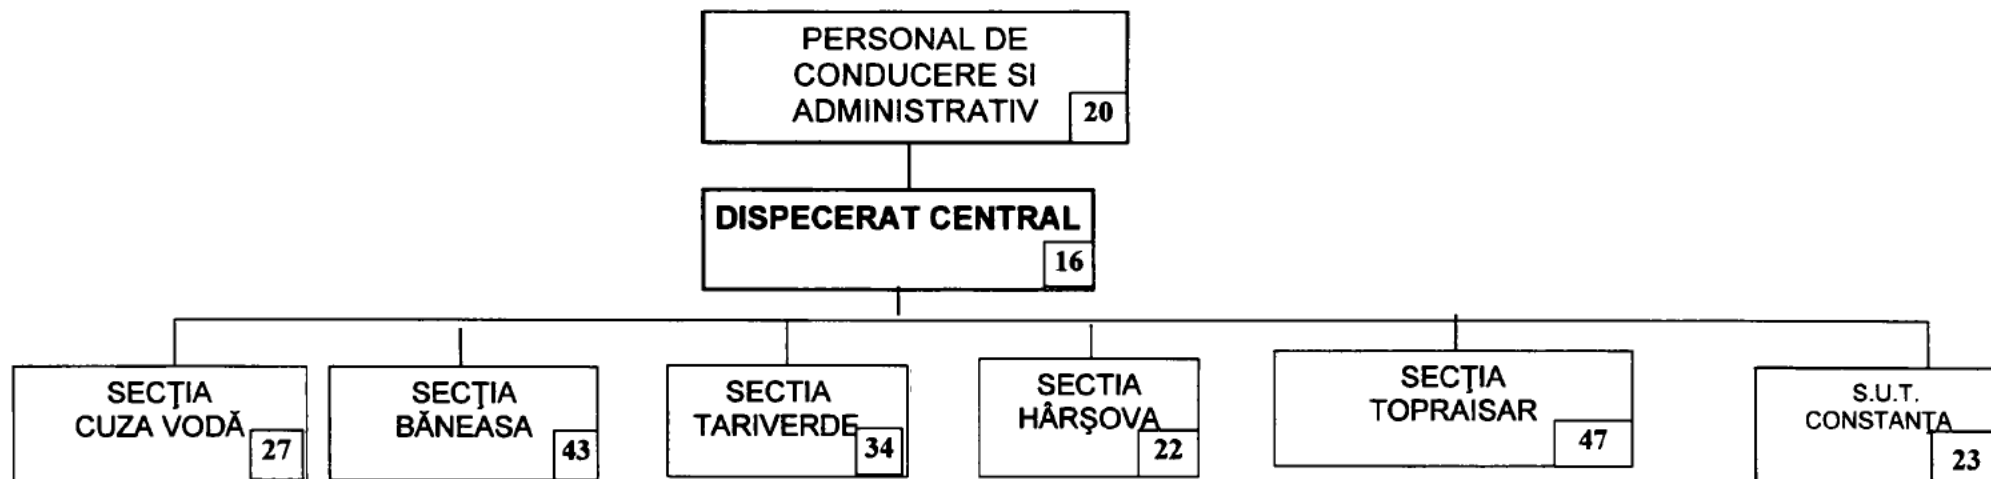 PERSONAL DE
CONDUCERE SI
ADMINISTRATIV
20
DISPECERAT CENTRAL
16
SECŢIA
CUZA VODĂ
27
SECŢIA
BĂNEASA
43
SECTIA
TARIVERDE
34
SECTIA
HÂRŞOVA
22
SECŢIA
TOPRAISAR
47
S.U.T.
CONSTANŢA
23